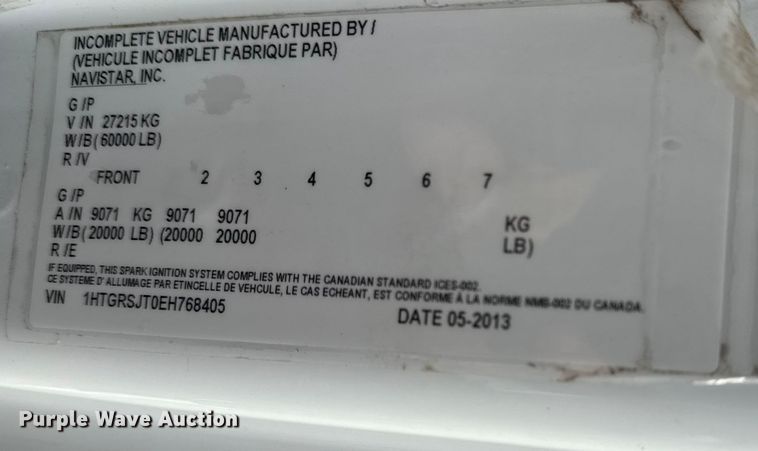 INCOMPLETE VEHICLE MANUFACTURED BY /
(VEHICULE INCOMPLET FABRIQUE PAR)
NAVISTAR, INC.
G /P
V /N 27215 KG
W /B( 60000 LB)
R /V
FRONT 2 3 4 5 6 7
G /P
A /N 9071 KG 9071 9071 KG
W/B( 20000 LB) (20000 20000 LB)
R /E
IF EQUIPPED, THIS SPARK IGNITION SYSTEM COMPLIES WITH THE CANADIAN STANDARD ICES-002.
CE SYSTEME D' ALLUMAGE PAR ETINCELLE DE VEHCULE, LE CAS ECHEANT, EST CONFORME À LA NORME NMB-002 DU CANADA.
VIN 1HTGRSJT0EH768405 DATE 05-2013
Purple Wave Auction